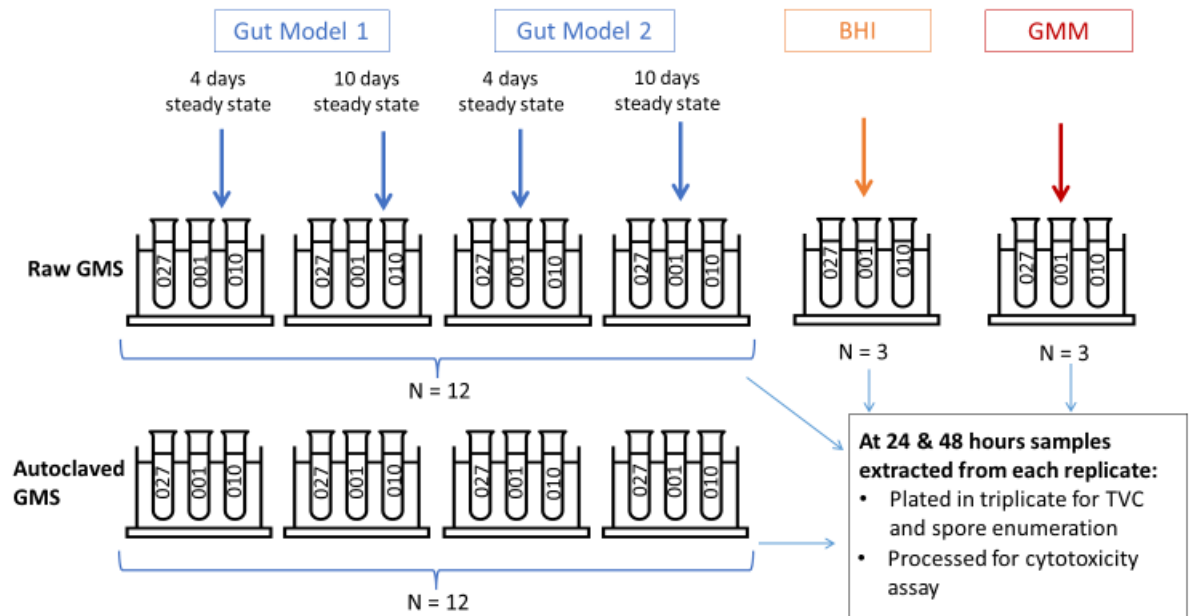 Gut Model 1
Gut Model 2
BHI
GMM
4 days
steady state
10 days
steady state
4 days
steady state
10 days
steady state
Raw GMS
027 001 010
027 001 010
027 001 010
027 001 010
027 001 010
027 001 010
N = 12
N = 3
N = 3
Autoclaved
GMS
027 001 010
027 001 010
027 001 010
027 001 010
N = 12
At 24 & 48 hours samples
extracted from each replicate:
• Plated in triplicate for TVC
and spore enumeration
• Processed for cytotoxicity
assay